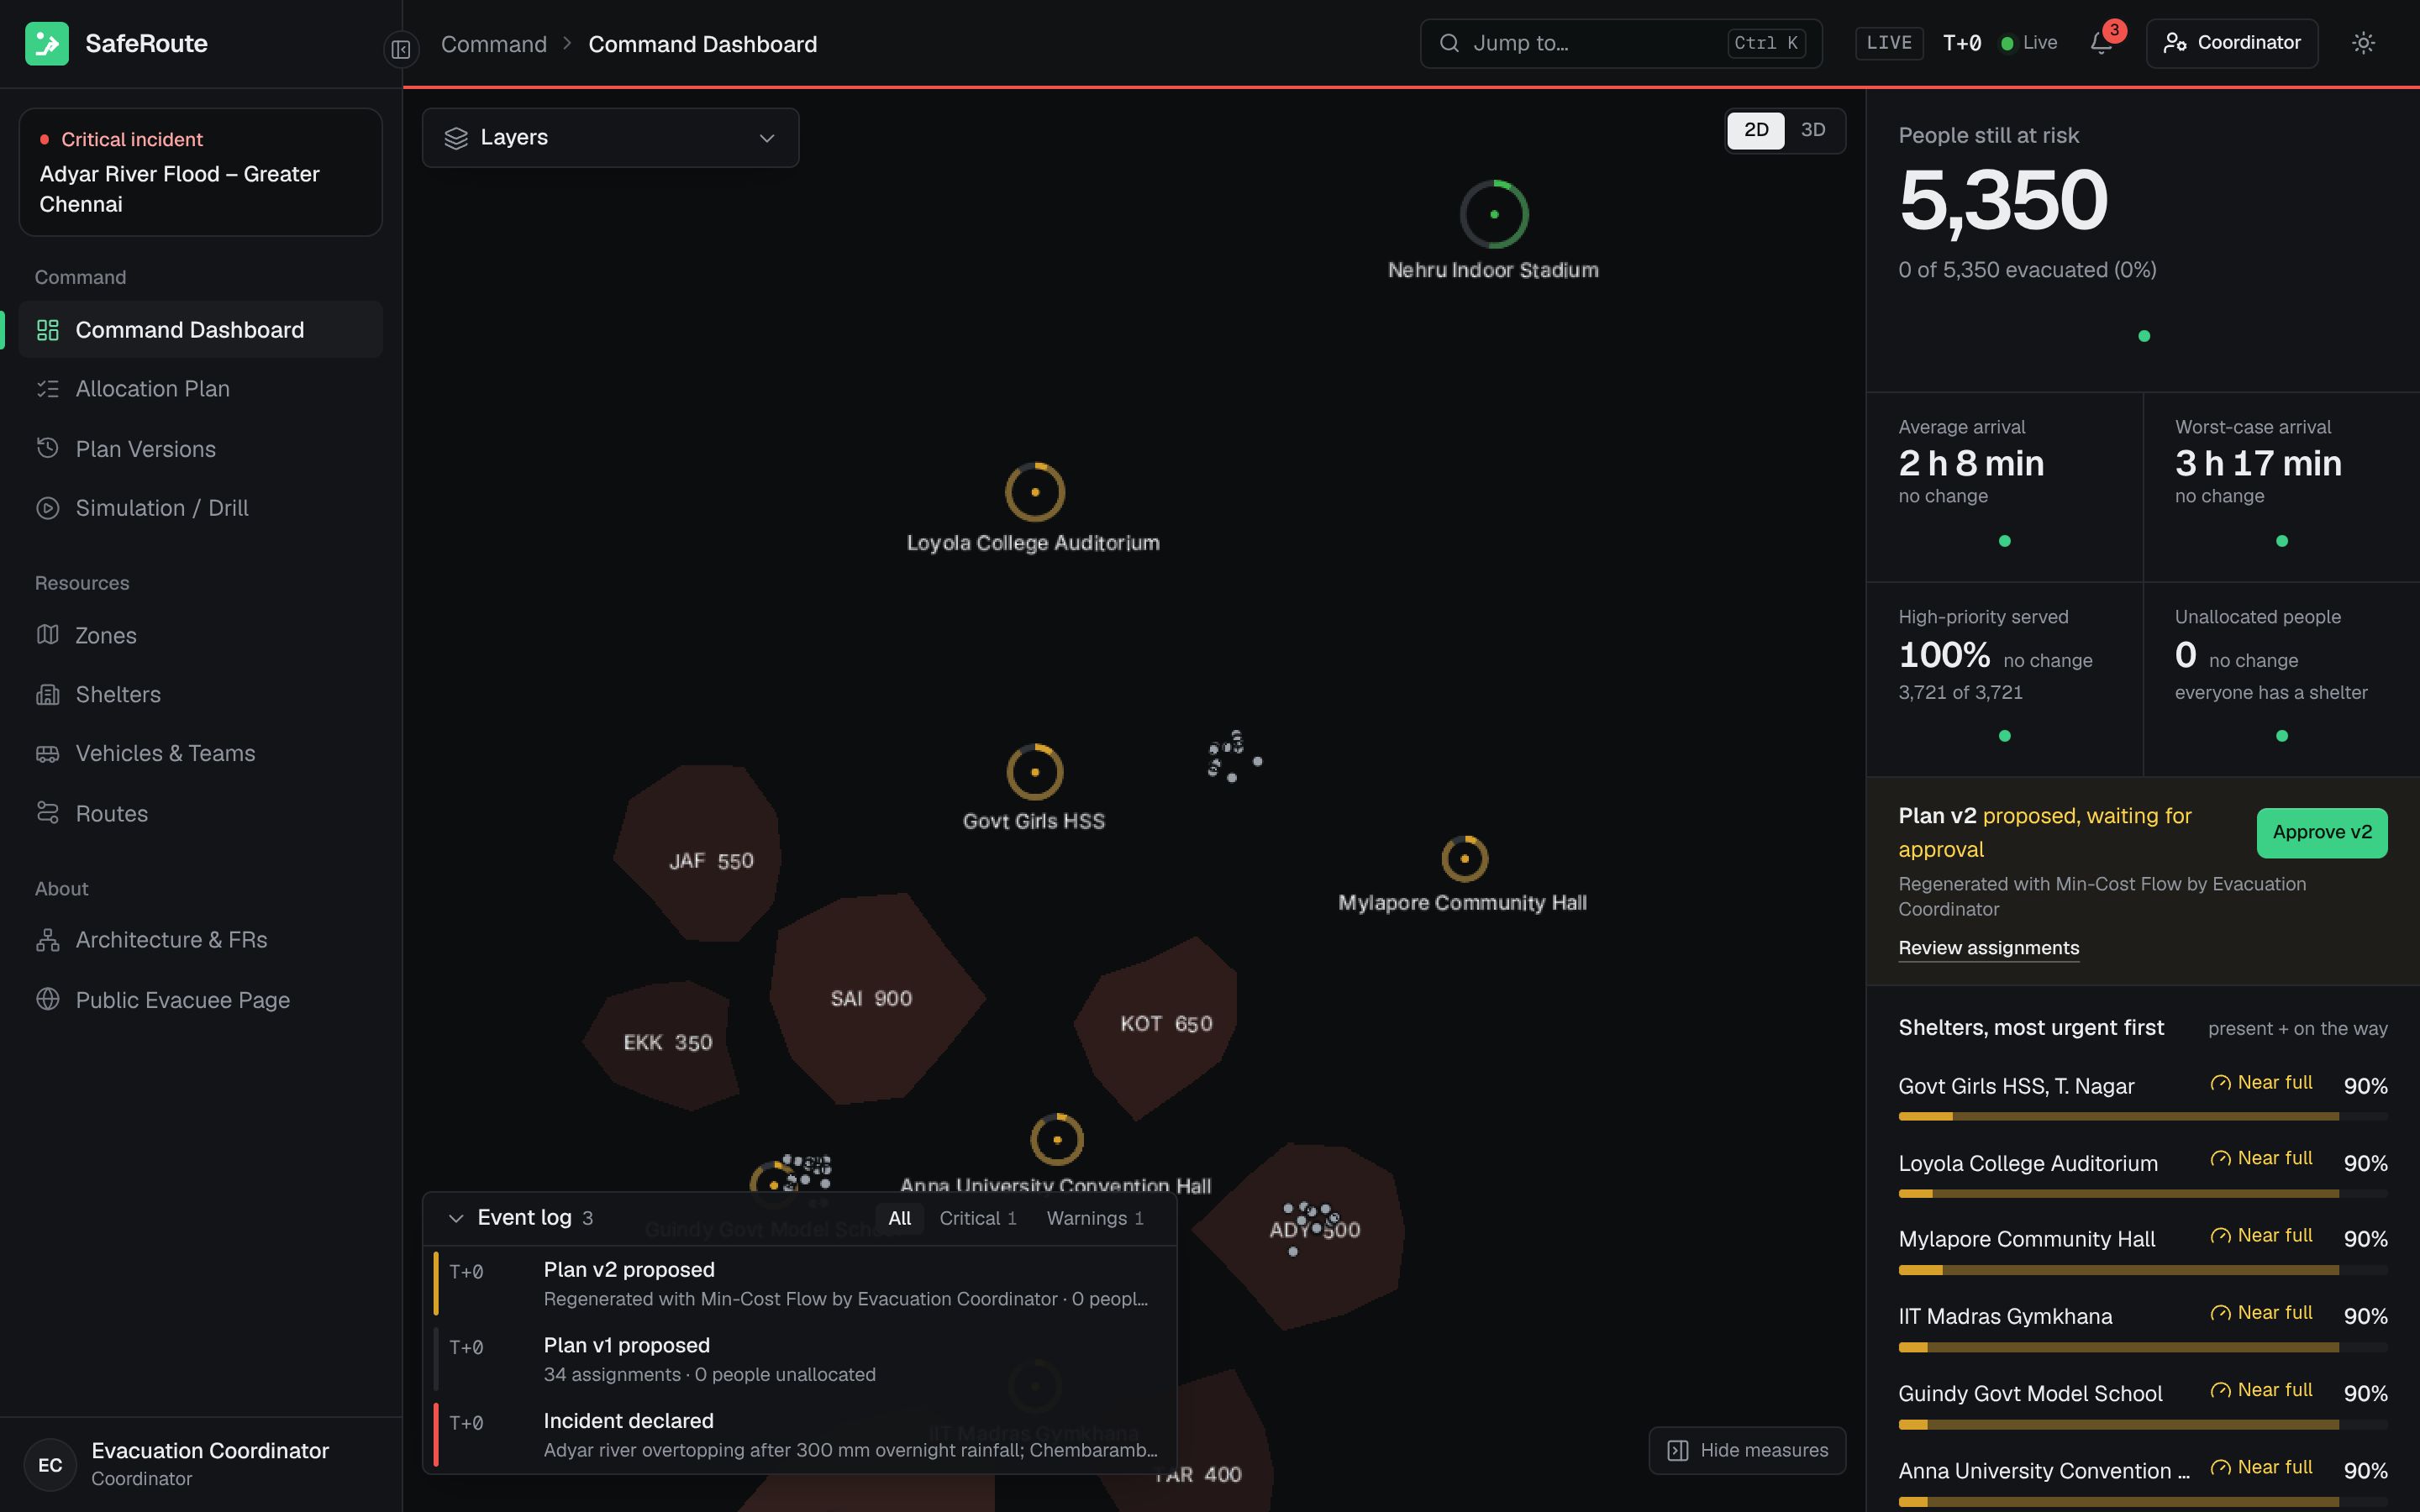 SafeRoute
Command > Command Dashboard
Jump to...
Ctrl K
LIVE
T+0
Live
3
Coordinator
Critical incident
Adyar River Flood – Greater
Chennai
Command
Command Dashboard
Allocation Plan
Plan Versions
Simulation / Drill
Resources
Zones
Shelters
Vehicles & Teams
Routes
About
Architecture & FRs
Public Evacuee Page
EC
Evacuation Coordinator
Coordinator
Layers
2D
3D
Nehru Indoor Stadium
Loyola College Auditorium
Govt Girls HSS
Mylapore Community Hall
JAF 550
SAI 900
EKK 350
KOT 650
Anna University Convention Hall
ADY 500
AR 400
Event log 3
All
Critical 1
Warnings 1
T+0
Plan v2 proposed
Regenerated with Min-Cost Flow by Evacuation Coordinator · 0 peopl...
T+0
Plan v1 proposed
34 assignments · 0 people unallocated
T+0
Incident declared
Adyar river overtopping after 300 mm overnight rainfall; Chembaramb...
IIT Madras Gymkhana
Hide measures
People still at risk
5,350
0 of 5,350 evacuated (0%)
Average arrival
2 h 8 min
no change
Worst-case arrival
3 h 17 min
no change
High-priority served
100% no change
3,721 of 3,721
Unallocated people
0 no change
everyone has a shelter
Plan v2 proposed, waiting for
approval
Approve v2
Regenerated with Min-Cost Flow by Evacuation
Coordinator
Review assignments
Shelters, most urgent first
present + on the way
Govt Girls HSS, T. Nagar Near full 90%
Loyola College Auditorium Near full 90%
Mylapore Community Hall Near full 90%
IIT Madras Gymkhana Near full 90%
Guindy Govt Model School Near full 90%
Anna University Convention ... Near full 90%